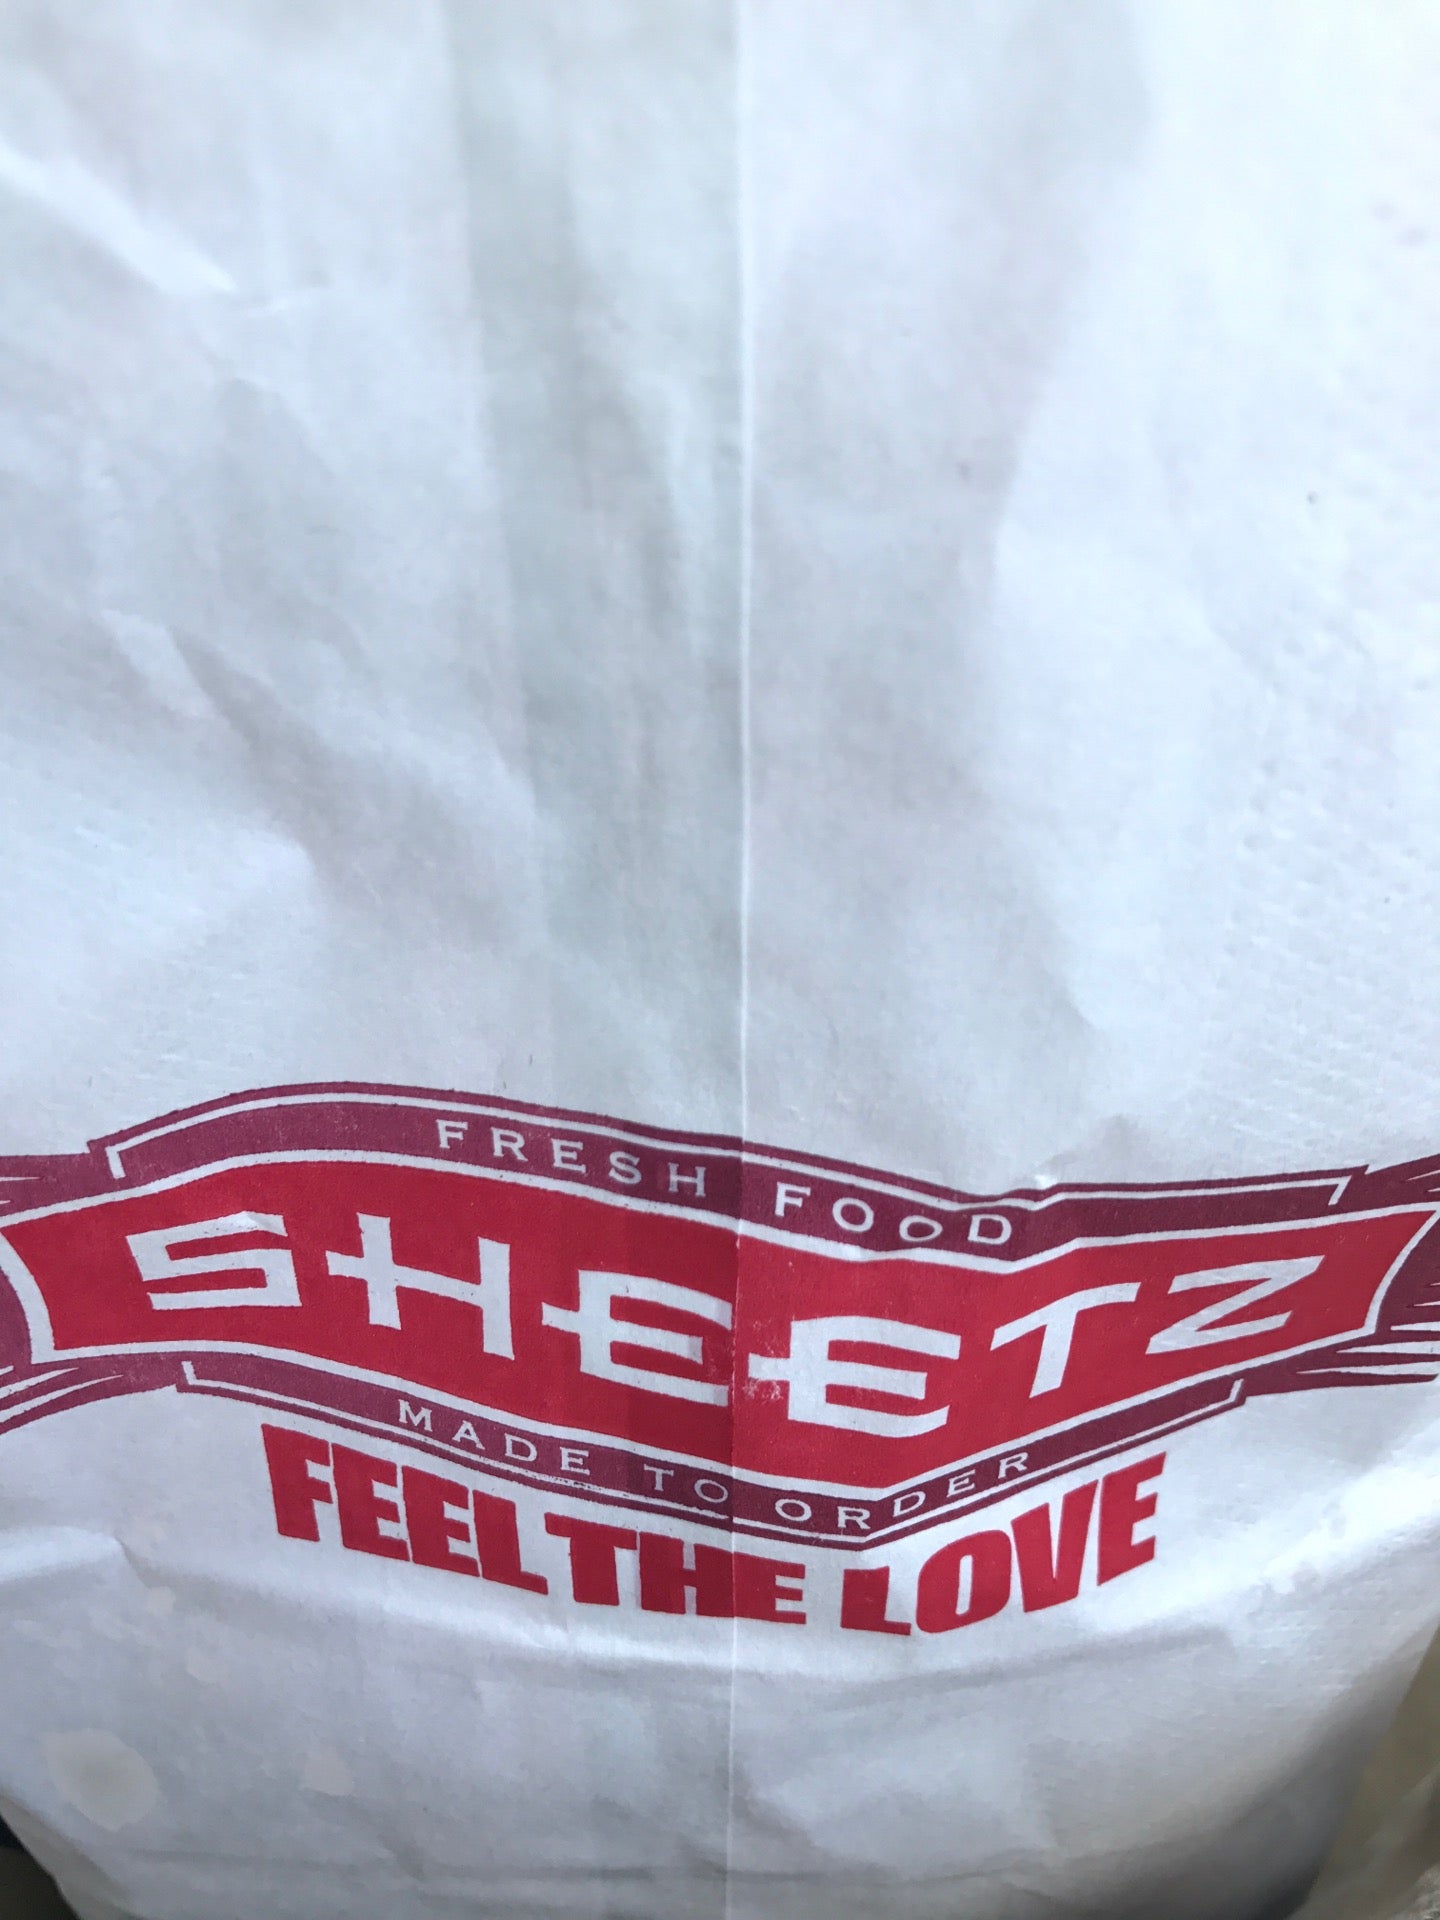 FRESH FOOD
SHEETZ
MADE TO ORDER
FEEL THE LOVE